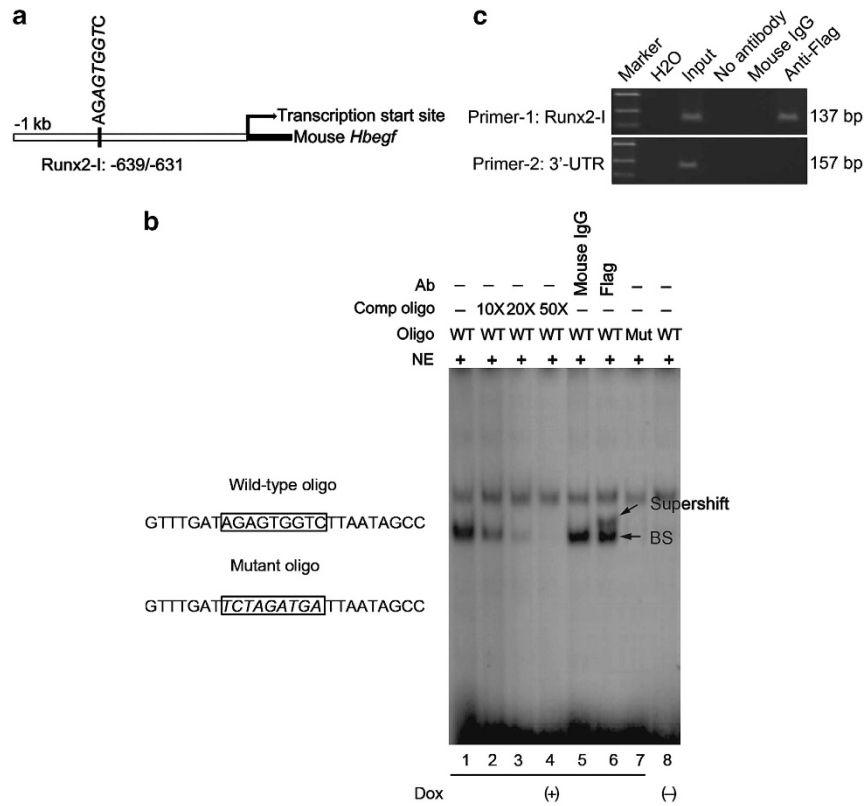 a
AGAGTGGTC
-1 kb
Transcription start site
Mouse Hbegf
Runx2-I: -639/-631
c
Marker
H2O
Input
No antibody
Mouse IgG
Anti-Flag
Primer-1: Runx2-I
137 bp
Primer-2: 3'-UTR
157 bp
b
Ab – – – – Mouse IgG Flag – –
Comp oligo – 10X 20X 50X – – – –
Oligo WT WT WT WT WT WT Mut WT
NE + + + + + + + +
Wild-type oligo
GTTTGATAGAGTGGTCTTAATAGCC
Mutant oligo
GTTTGATTCTAGATGATTAATAGCC
Supershift
BS
1 2 3 4 5 6 7 8
Dox (+) (–)